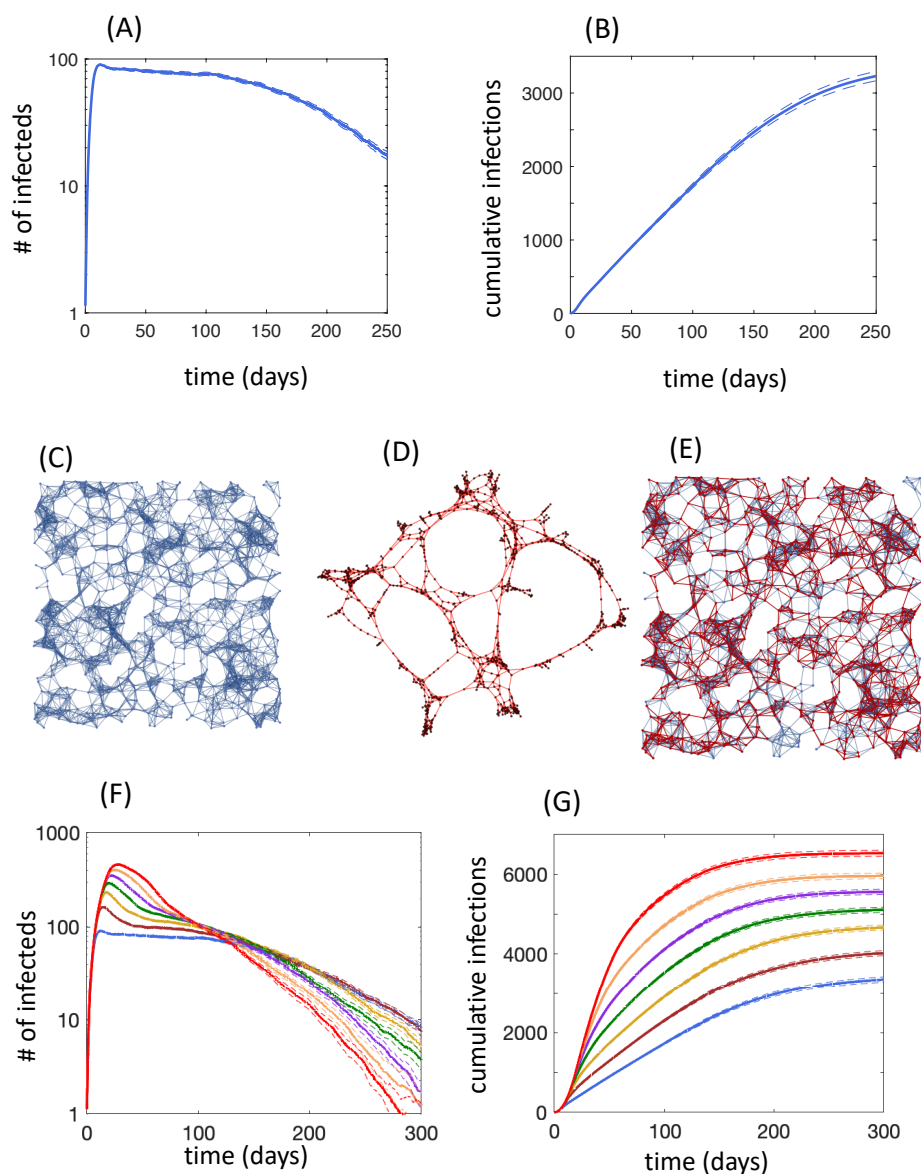 (A)
# of infecteds
100
10
1
0 50 100 150 200 250
time (days)
(B)
cumulative infections
3000
2000
1000
0
0 50 100 150 200 250
time (days)
(C)
(D)
(E)
(F)
# of infecteds
1000
100
10
1
0 100 200 300
time (days)
(G)
cumulative infections
6000
4000
2000
0
0 100 200 300
time (days)